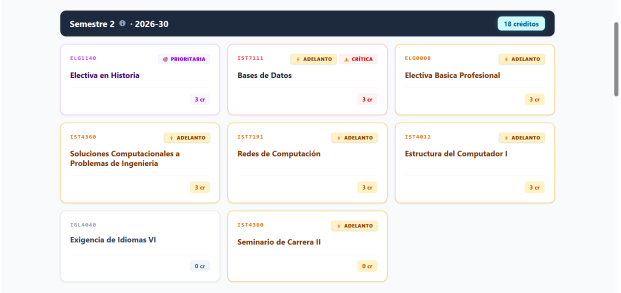 Semestre 2 · 2026-30
18 créditos
ELG1140 PRIORITARIA
Electiva en Historia
3 cr
IST7111 ADELANTO CRÍTICA
Bases de Datos
3 cr
ELG0008 ADELANTO
Electiva Basica Profesional
3 cr
IST4360 ADELANTO
Soluciones Computacionales a
Problemas de Ingeniería
3 cr
IST7191 ADELANTO
Redes de Computación
3 cr
IST4012 ADELANTO
Estructura del Computador I
3 cr
IGL4040
Exigencia de Idiomas VI
0 cr
IST4380 ADELANTO
Seminario de Carrera II
0 cr